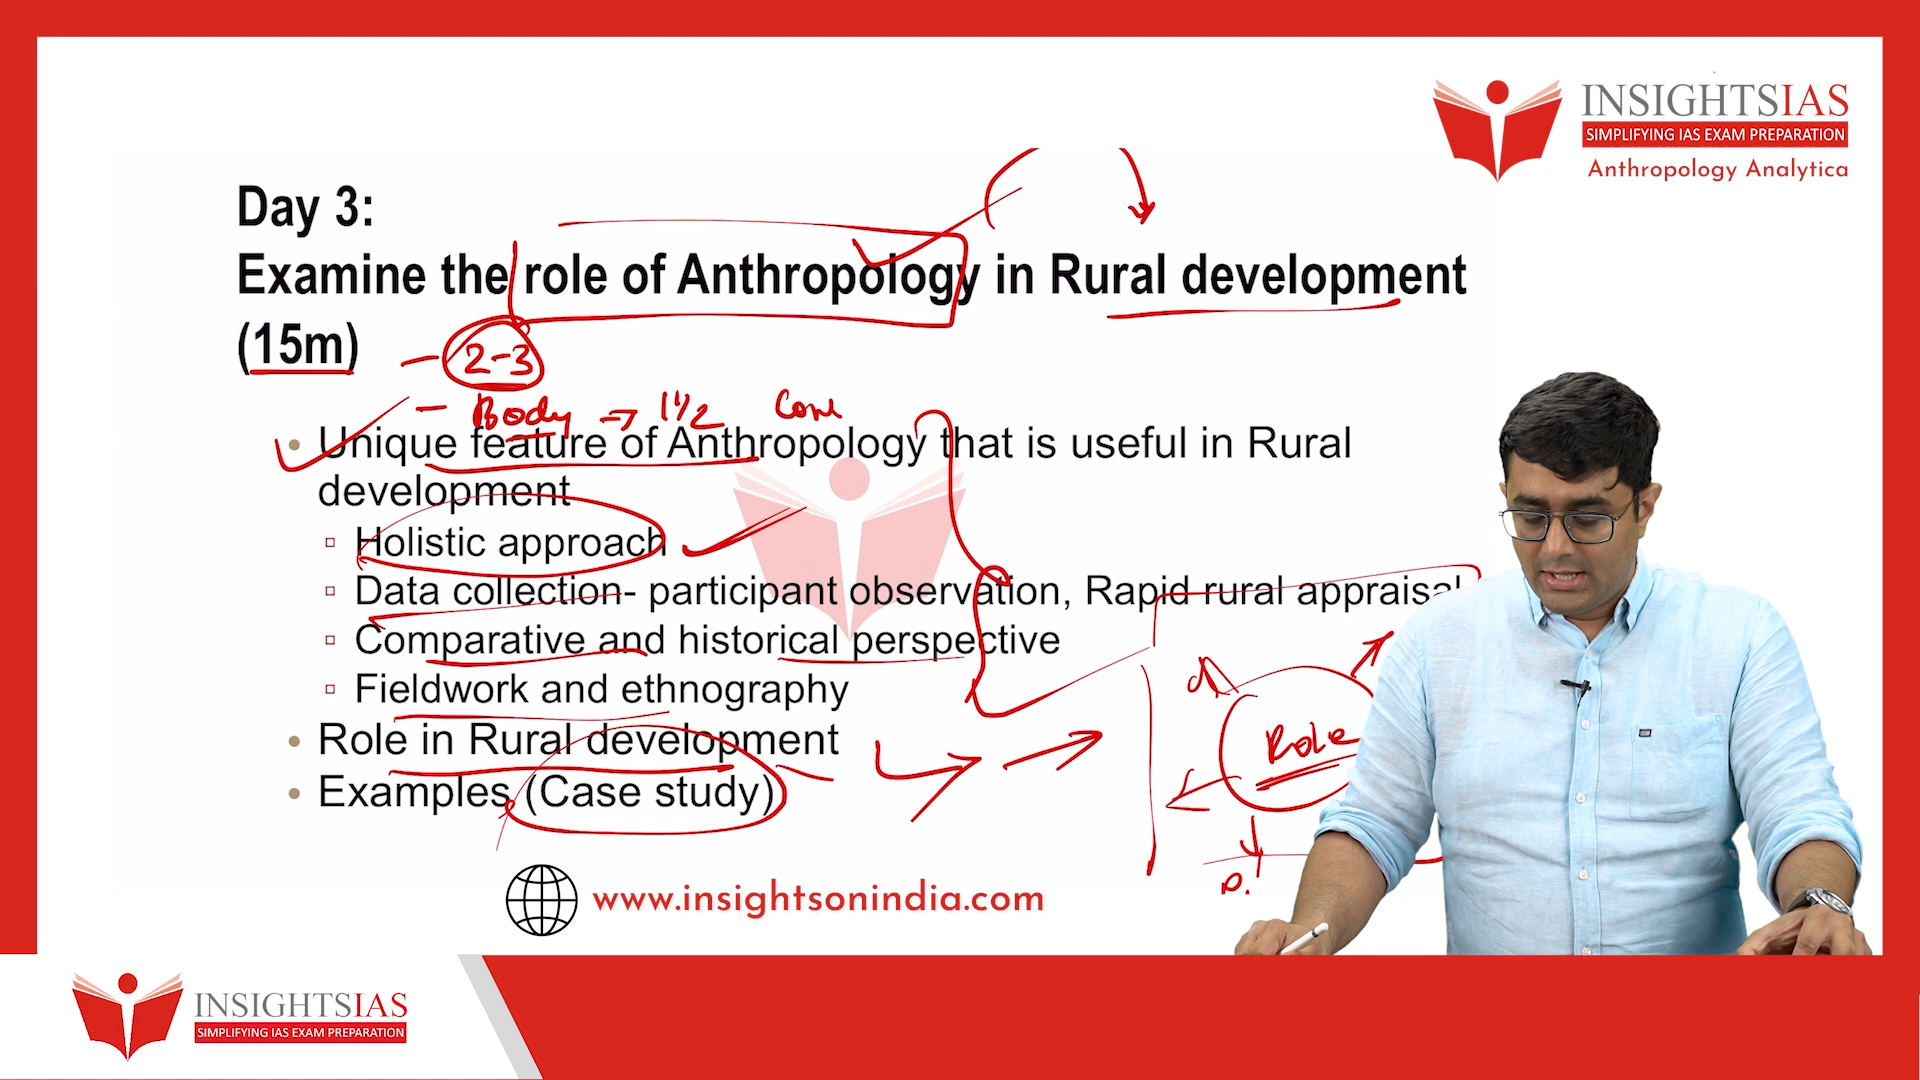 INSIGHTSIAS
SIMPLIFYING IAS EXAM PREPARATION
Anthropology Analytica
Day 3:
Examine the role of Anthropology in Rural development
(15m)
- 2-3
- Body → 1 1/2
• Unique feature of Anthropology that is useful in Rural
development
▫ Holistic approach
▫ Data collection- participant observation, Rapid rural appraisal
▫ Comparative and historical perspective
▫ Fieldwork and ethnography
• Role in Rural development
• Examples (Case study)
Role
www.insightsonindia.com
INSIGHTSIAS
SIMPLIFYING IAS EXAM PREPARATION